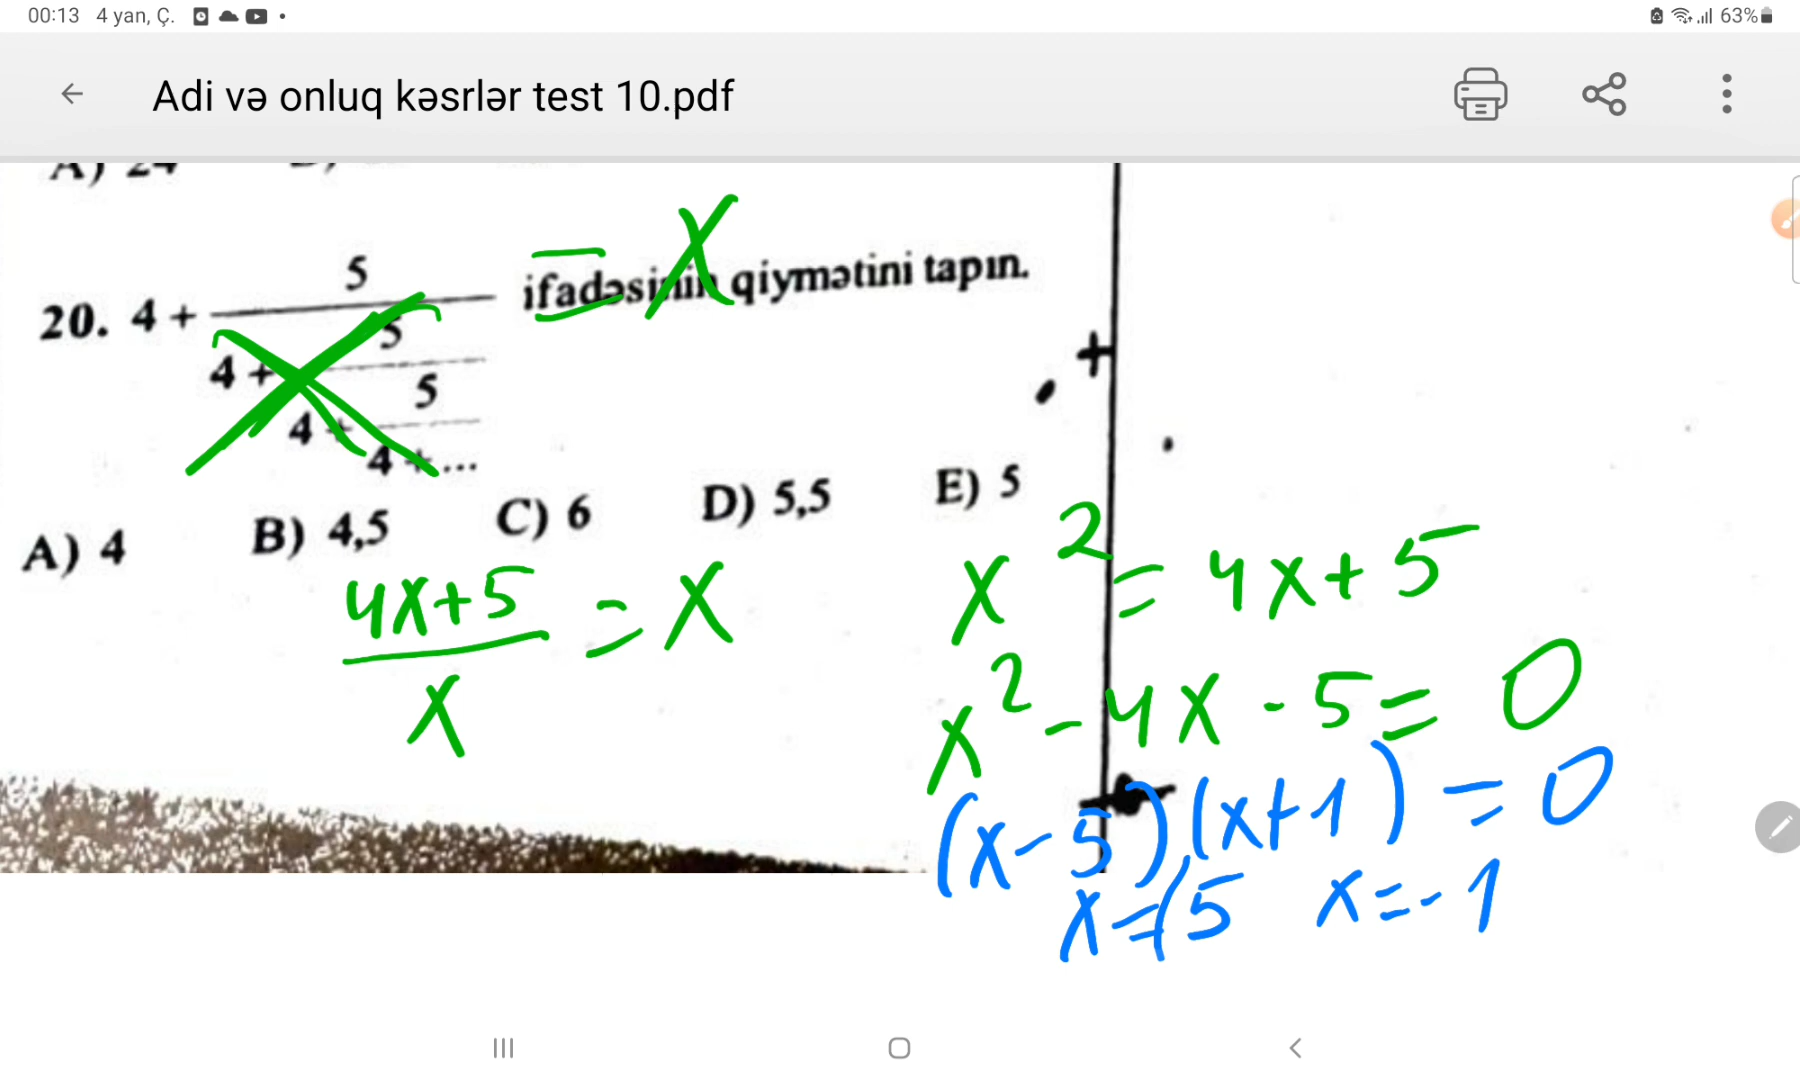 00:13 4 yan, Ç. 63%
Adi və onluq kəsrlər test 10.pdf
A) 24
20. 4 + 5 ifadəsinin qiymətini tapın. = X
4 + 5
4 + 5
4 + ...
A) 4 B) 4,5 C) 6 D) 5,5 E) 5
4x+5 = x
x
x² = 4x+5
x² - 4x - 5 = 0
(x-5)(x+1) = 0
x=5 x=-1